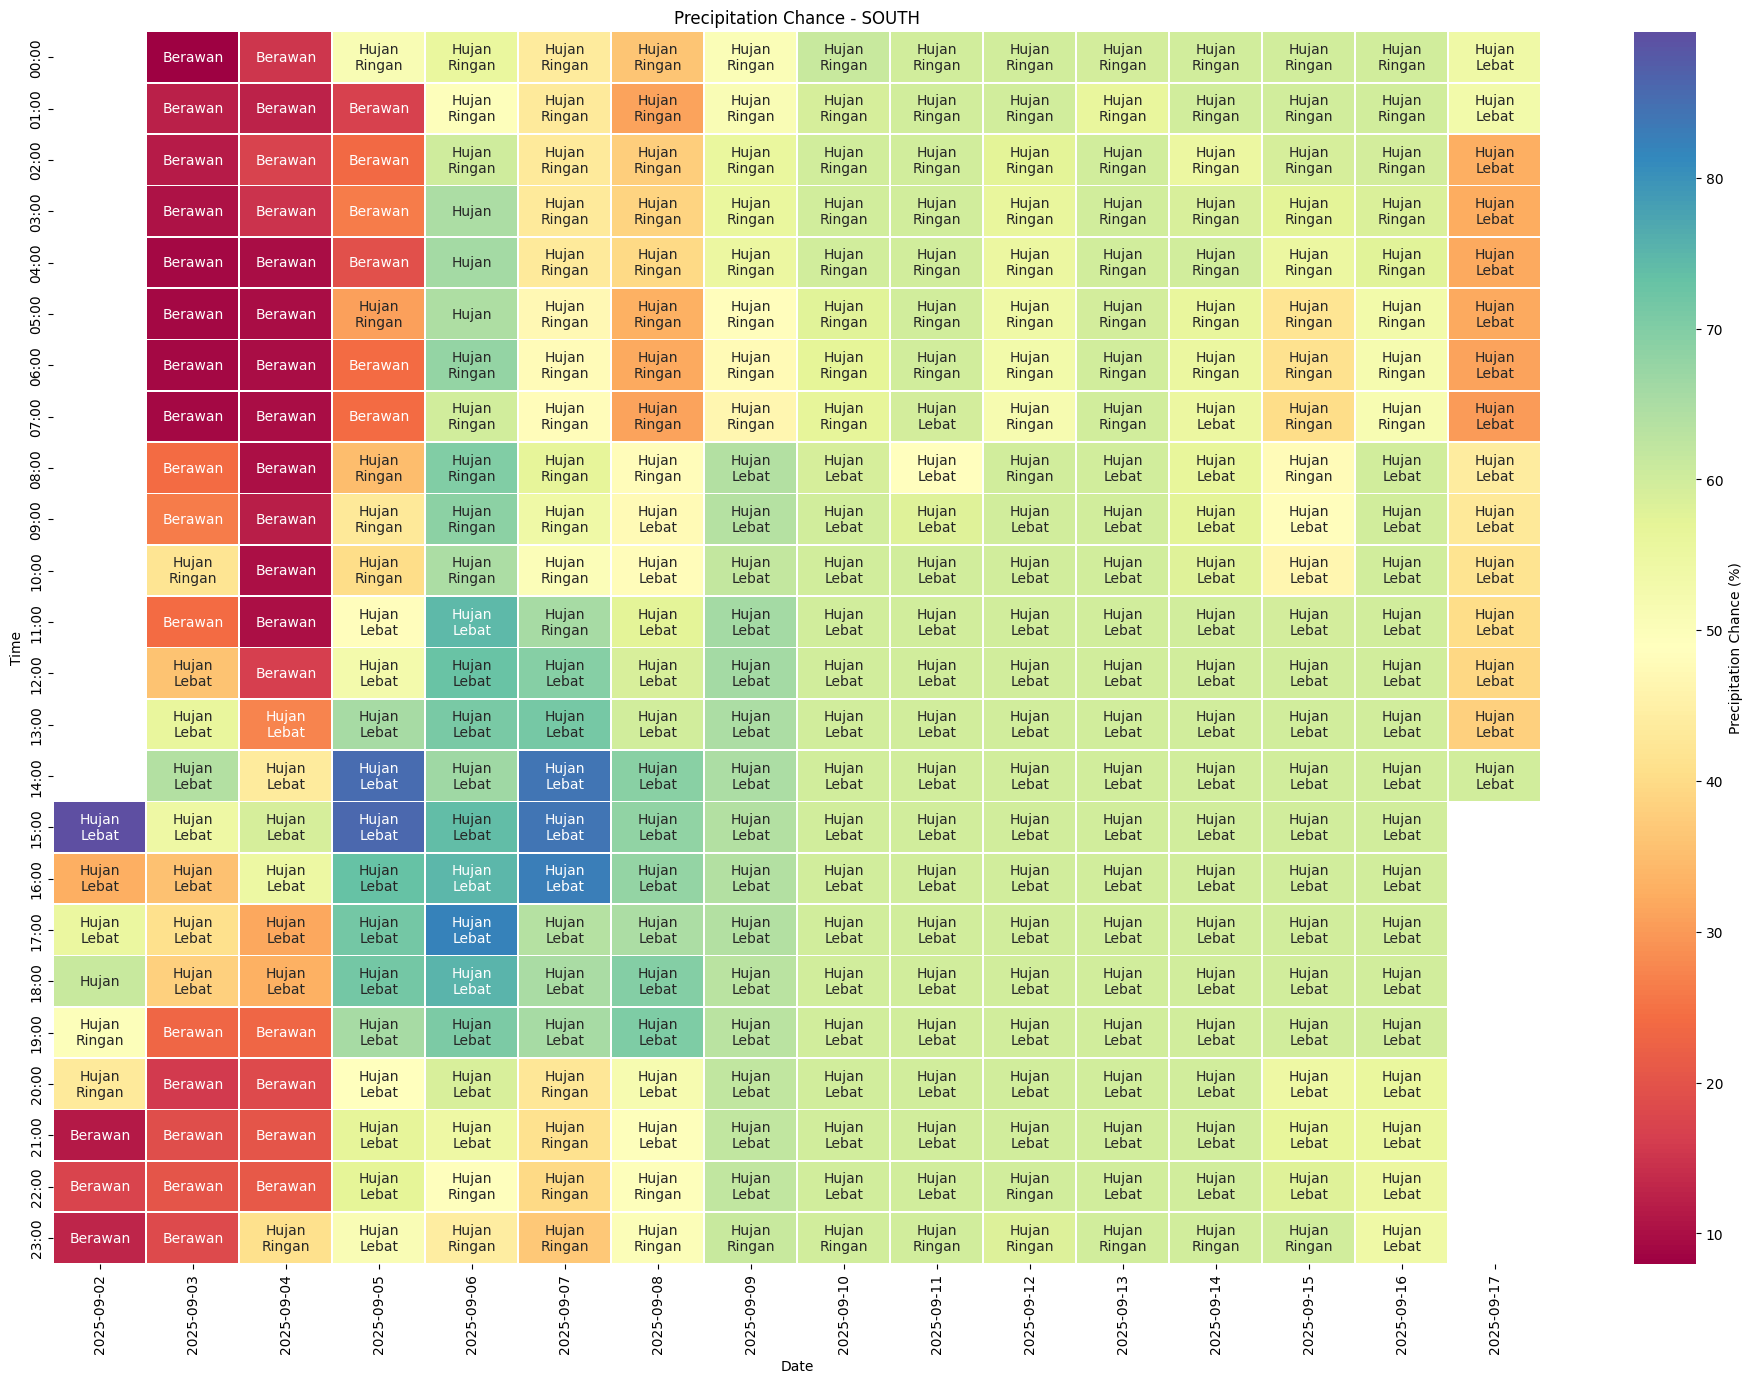 Precipitation Chance - SOUTH
00:00 Berawan Berawan Hujan Ringan Hujan Ringan Hujan Ringan Hujan Ringan Hujan Ringan Hujan Ringan Hujan Ringan Hujan Ringan Hujan Ringan Hujan Ringan Hujan Ringan Hujan Ringan Hujan Lebat
01:00 Berawan Berawan Berawan Hujan Ringan Hujan Ringan Hujan Ringan Hujan Ringan Hujan Ringan Hujan Ringan Hujan Ringan Hujan Ringan Hujan Ringan Hujan Ringan Hujan Ringan Hujan Lebat
02:00 Berawan Berawan Berawan Hujan Ringan Hujan Ringan Hujan Ringan Hujan Ringan Hujan Ringan Hujan Ringan Hujan Ringan Hujan Ringan Hujan Ringan Hujan Ringan Hujan Ringan Hujan Lebat
03:00 Berawan Berawan Berawan Hujan Hujan Ringan Hujan Ringan Hujan Ringan Hujan Ringan Hujan Ringan Hujan Ringan Hujan Ringan Hujan Ringan Hujan Ringan Hujan Ringan Hujan Lebat
04:00 Berawan Berawan Berawan Hujan Hujan Ringan Hujan Ringan Hujan Ringan Hujan Ringan Hujan Ringan Hujan Ringan Hujan Ringan Hujan Ringan Hujan Ringan Hujan Ringan Hujan Lebat
05:00 Berawan Berawan Hujan Ringan Hujan Hujan Ringan Hujan Ringan Hujan Ringan Hujan Ringan Hujan Ringan Hujan Ringan Hujan Ringan Hujan Ringan Hujan Ringan Hujan Ringan Hujan Lebat
06:00 Berawan Berawan Berawan Hujan Ringan Hujan Ringan Hujan Ringan Hujan Ringan Hujan Ringan Hujan Ringan Hujan Ringan Hujan Ringan Hujan Ringan Hujan Ringan Hujan Ringan Hujan Lebat
07:00 Berawan Berawan Berawan Hujan Ringan Hujan Ringan Hujan Ringan Hujan Ringan Hujan Ringan Hujan Lebat Hujan Ringan Hujan Ringan Hujan Lebat Hujan Ringan Hujan Ringan Hujan Lebat
08:00 Berawan Berawan Hujan Ringan Hujan Ringan Hujan Ringan Hujan Ringan Hujan Lebat Hujan Lebat Hujan Lebat Hujan Ringan Hujan Lebat Hujan Lebat Hujan Ringan Hujan Lebat Hujan Lebat
09:00 Berawan Berawan Hujan Ringan Hujan Ringan Hujan Ringan Hujan Lebat Hujan Lebat Hujan Lebat Hujan Lebat Hujan Lebat Hujan Lebat Hujan Lebat Hujan Lebat Hujan Lebat Hujan Lebat
10:00 Hujan Ringan Berawan Hujan Ringan Hujan Ringan Hujan Ringan Hujan Lebat Hujan Lebat Hujan Lebat Hujan Lebat Hujan Lebat Hujan Lebat Hujan Lebat Hujan Lebat Hujan Lebat Hujan Lebat
11:00 Berawan Berawan Hujan Lebat Hujan Lebat Hujan Ringan Hujan Lebat Hujan Lebat Hujan Lebat Hujan Lebat Hujan Lebat Hujan Lebat Hujan Lebat Hujan Lebat Hujan Lebat Hujan Lebat
12:00 Hujan Lebat Berawan Hujan Lebat Hujan Lebat Hujan Lebat Hujan Lebat Hujan Lebat Hujan Lebat Hujan Lebat Hujan Lebat Hujan Lebat Hujan Lebat Hujan Lebat Hujan Lebat Hujan Lebat
13:00 Hujan Lebat Hujan Lebat Hujan Lebat Hujan Lebat Hujan Lebat Hujan Lebat Hujan Lebat Hujan Lebat Hujan Lebat Hujan Lebat Hujan Lebat Hujan Lebat Hujan Lebat Hujan Lebat Hujan Lebat
14:00 Hujan Lebat Hujan Lebat Hujan Lebat Hujan Lebat Hujan Lebat Hujan Lebat Hujan Lebat Hujan Lebat Hujan Lebat Hujan Lebat Hujan Lebat Hujan Lebat Hujan Lebat Hujan Lebat Hujan Lebat
15:00 Hujan Lebat Hujan Lebat Hujan Lebat Hujan Lebat Hujan Lebat Hujan Lebat Hujan Lebat Hujan Lebat Hujan Lebat Hujan Lebat Hujan Lebat Hujan Lebat Hujan Lebat Hujan Lebat Hujan Lebat
16:00 Hujan Lebat Hujan Lebat Hujan Lebat Hujan Lebat Hujan Lebat Hujan Lebat Hujan Lebat Hujan Lebat Hujan Lebat Hujan Lebat Hujan Lebat Hujan Lebat Hujan Lebat Hujan Lebat Hujan Lebat
17:00 Hujan Lebat Hujan Lebat Hujan Lebat Hujan Lebat Hujan Lebat Hujan Lebat Hujan Lebat Hujan Lebat Hujan Lebat Hujan Lebat Hujan Lebat Hujan Lebat Hujan Lebat Hujan Lebat Hujan Lebat
18:00 Hujan Hujan Lebat Hujan Lebat Hujan Lebat Hujan Lebat Hujan Lebat Hujan Lebat Hujan Lebat Hujan Lebat Hujan Lebat Hujan Lebat Hujan Lebat Hujan Lebat Hujan Lebat Hujan Lebat
19:00 Hujan Ringan Berawan Berawan Hujan Lebat Hujan Lebat Hujan Lebat Hujan Lebat Hujan Lebat Hujan Lebat Hujan Lebat Hujan Lebat Hujan Lebat Hujan Lebat Hujan Lebat Hujan Lebat
20:00 Hujan Ringan Berawan Berawan Hujan Lebat Hujan Lebat Hujan Ringan Hujan Lebat Hujan Lebat Hujan Lebat Hujan Lebat Hujan Lebat Hujan Lebat Hujan Lebat Hujan Lebat Hujan Lebat
21:00 Berawan Berawan Berawan Hujan Lebat Hujan Lebat Hujan Ringan Hujan Lebat Hujan Lebat Hujan Lebat Hujan Lebat Hujan Lebat Hujan Lebat Hujan Lebat Hujan Lebat Hujan Lebat
22:00 Berawan Berawan Berawan Hujan Lebat Hujan Ringan Hujan Ringan Hujan Ringan Hujan Lebat Hujan Lebat Hujan Lebat Hujan Ringan Hujan Lebat Hujan Lebat Hujan Lebat Hujan Lebat
23:00 Berawan Berawan Hujan Ringan Hujan Lebat Hujan Ringan Hujan Ringan Hujan Ringan Hujan Ringan Hujan Ringan Hujan Ringan Hujan Ringan Hujan Ringan Hujan Ringan Hujan Ringan Hujan Lebat
Time
2025-09-02 2025-09-03 2025-09-04 2025-09-05 2025-09-06 2025-09-07 2025-09-08 2025-09-09 2025-09-10 2025-09-11 2025-09-12 2025-09-13 2025-09-14 2025-09-15 2025-09-16 2025-09-17
Date
80
70
60
50
40
30
20
10
Precipitation Chance (%)